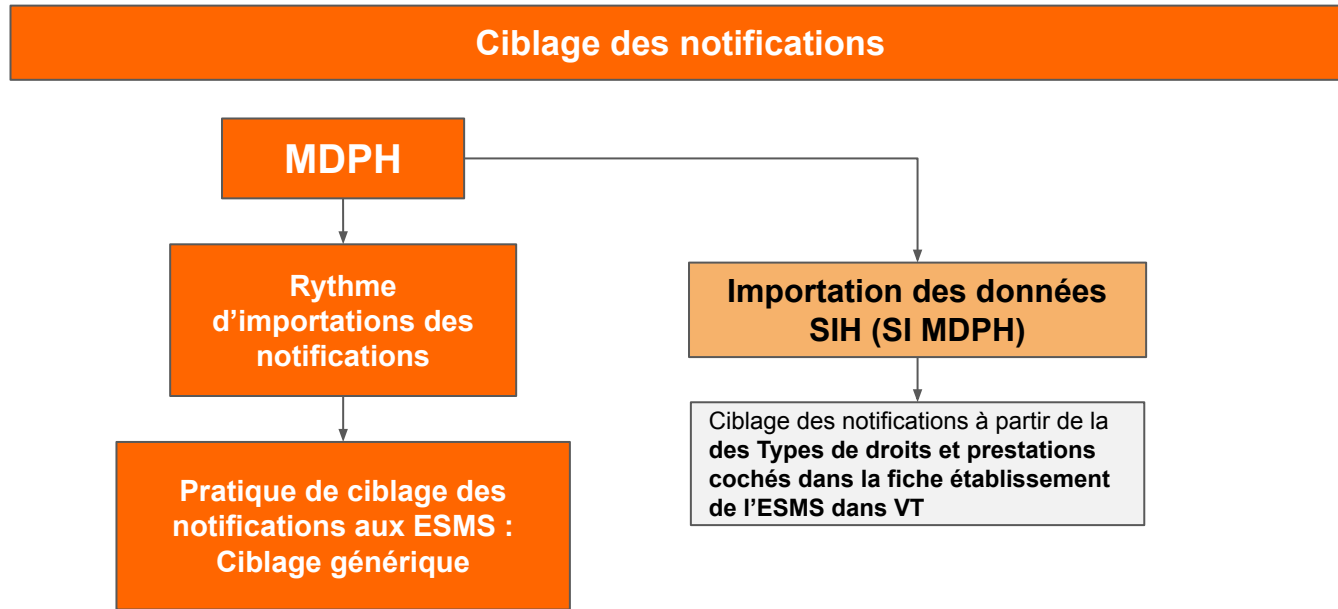 Ciblage des notifications
MDPH
Rythme
d’importations des
notifications
Pratique de ciblage des
notifications aux ESMS :
Ciblage générique
Importation des données
SIH (SI MDPH)
Ciblage des notifications à partir de la
des Types de droits et prestations
cochés dans la fiche établissement
de l’ESMS dans VT